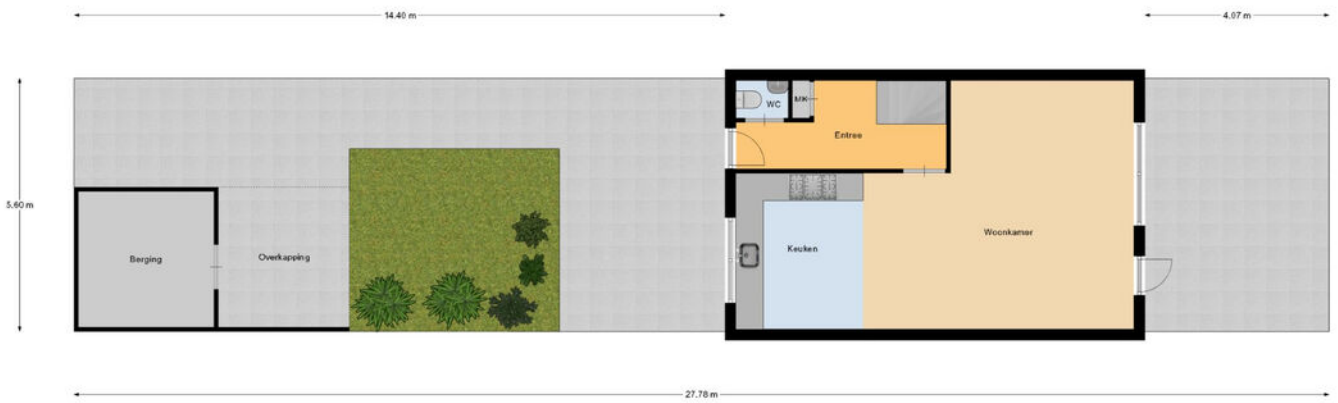 14.40 m
4.07 m
WC
MK
Entree
5.60 m
Berging
Overkapping
Keuken
Woonkamer
27.78 m